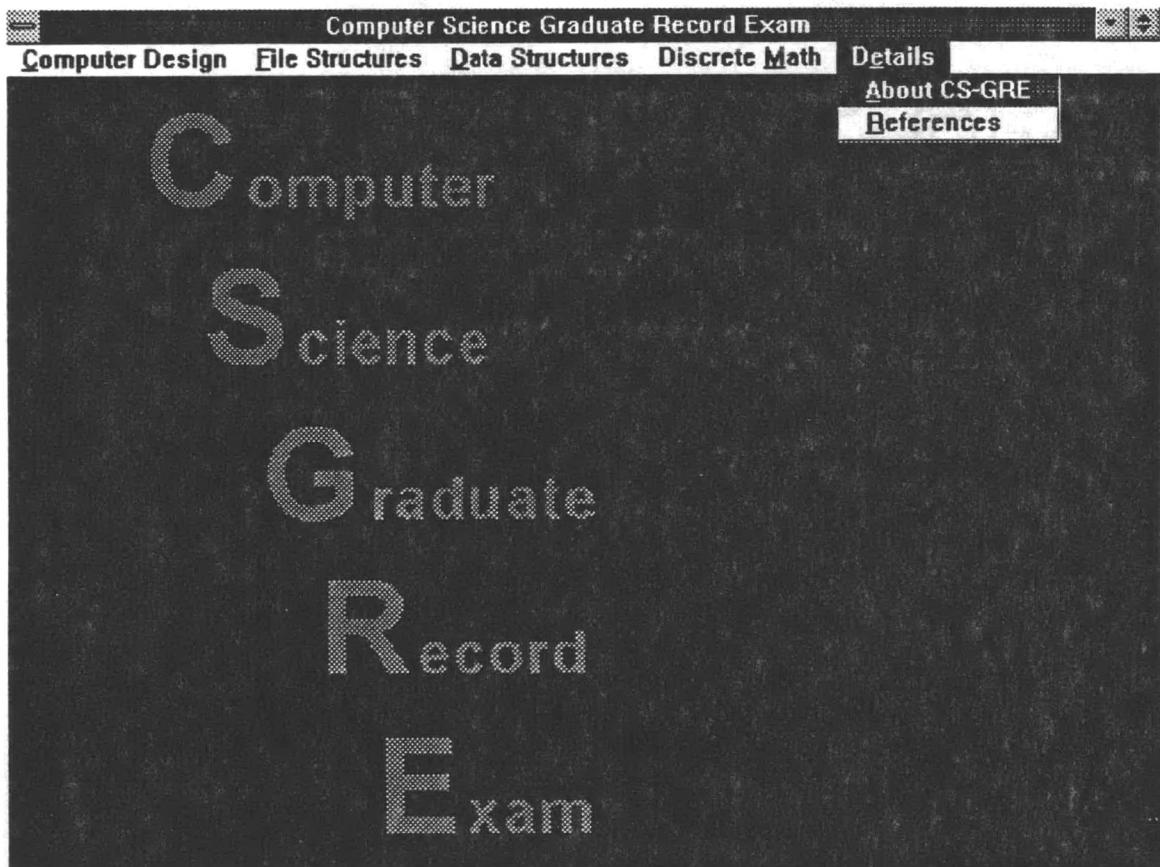 Computer Science Graduate Record Exam
Computer Design File Structures Data Structures Discrete Math Details
About CS-GRE
References
Computer
Science
Graduate
Record
Exam